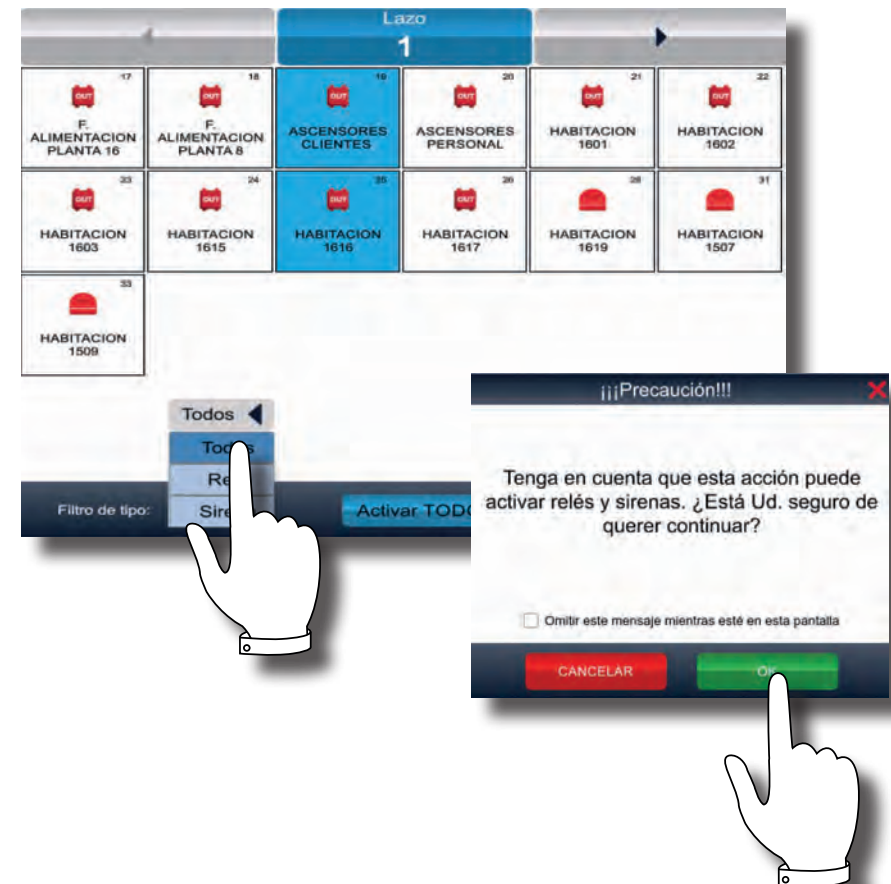 Lazo
1
17
OUT
F.
ALIMENTACION
PLANTA 16
18
OUT
F.
ALIMENTACION
PLANTA 8
19
OUT
ASCENSORES
CLIENTES
20
OUT
ASCENSORES
PERSONAL
21
OUT
HABITACION
1601
22
OUT
HABITACION
1602
23
OUT
HABITACION
1603
24
OUT
HABITACION
1615
25
OUT
HABITACION
1616
26
OUT
HABITACION
1617
28
HABITACION
1619
31
HABITACION
1507
33
HABITACION
1509
Todos
Todos
Filtro de tipo:
Activar
¡¡¡Precaución!!!
Tenga en cuenta que esta acción puede
activar relés y sirenas. ¿Está Ud. seguro de
querer continuar?
Omitir este mensaje mientras esté en esta pantalla
CANCELAR
OK